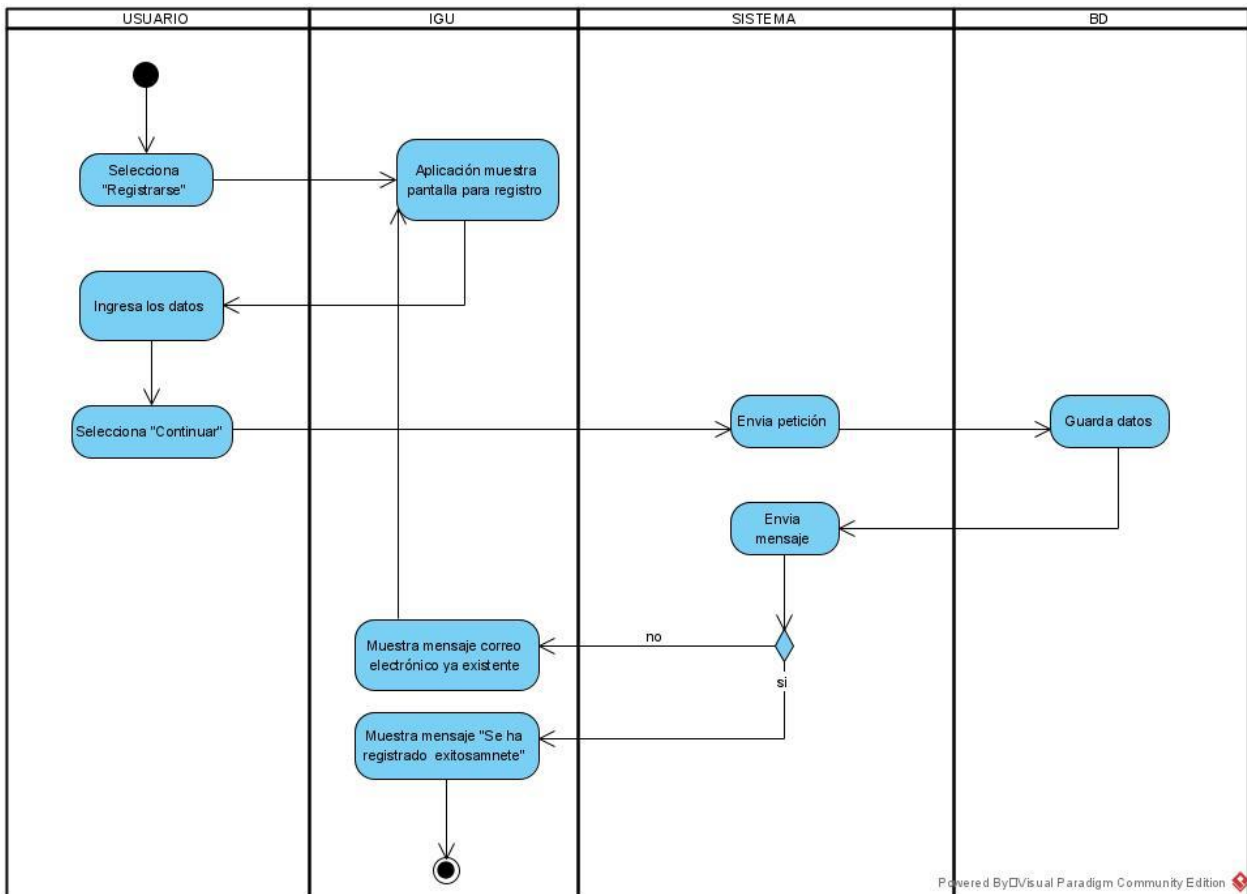 USUARIO
IGU
SISTEMA
BD
Selecciona
"Registrarse"
Aplicación muestra
pantalla para registro
Ingresa los datos
Selecciona "Continuar"
Envia petición
Guarda datos
Envia
mensaje
no
Muestra mensaje correo
electrónico ya existente
si
Muestra mensaje "Se ha
registrado exitosamnete"
Powered By□Visual Paradigm Community Edition